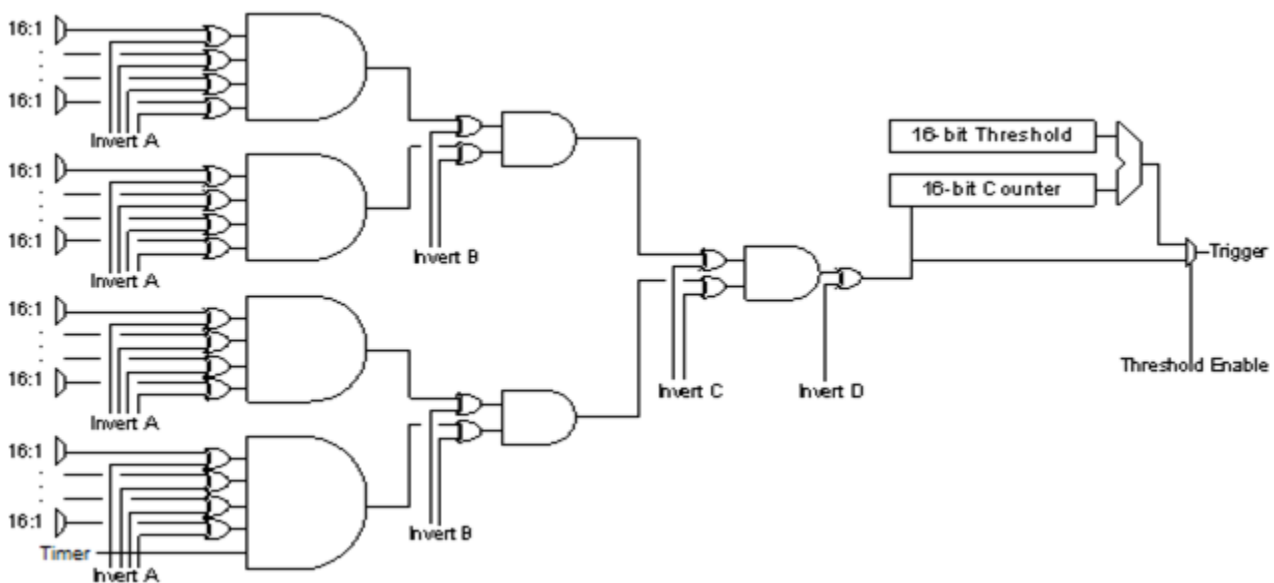 16:1
16:1
Invert A
16:1
16:1
Invert A
16:1
16:1
Invert A
16:1
16:1
Timer
Invert A
Invert B
Invert B
Invert C
Invert D
16-bit Threshold
16-bit Counter
Trigger
Threshold Enable